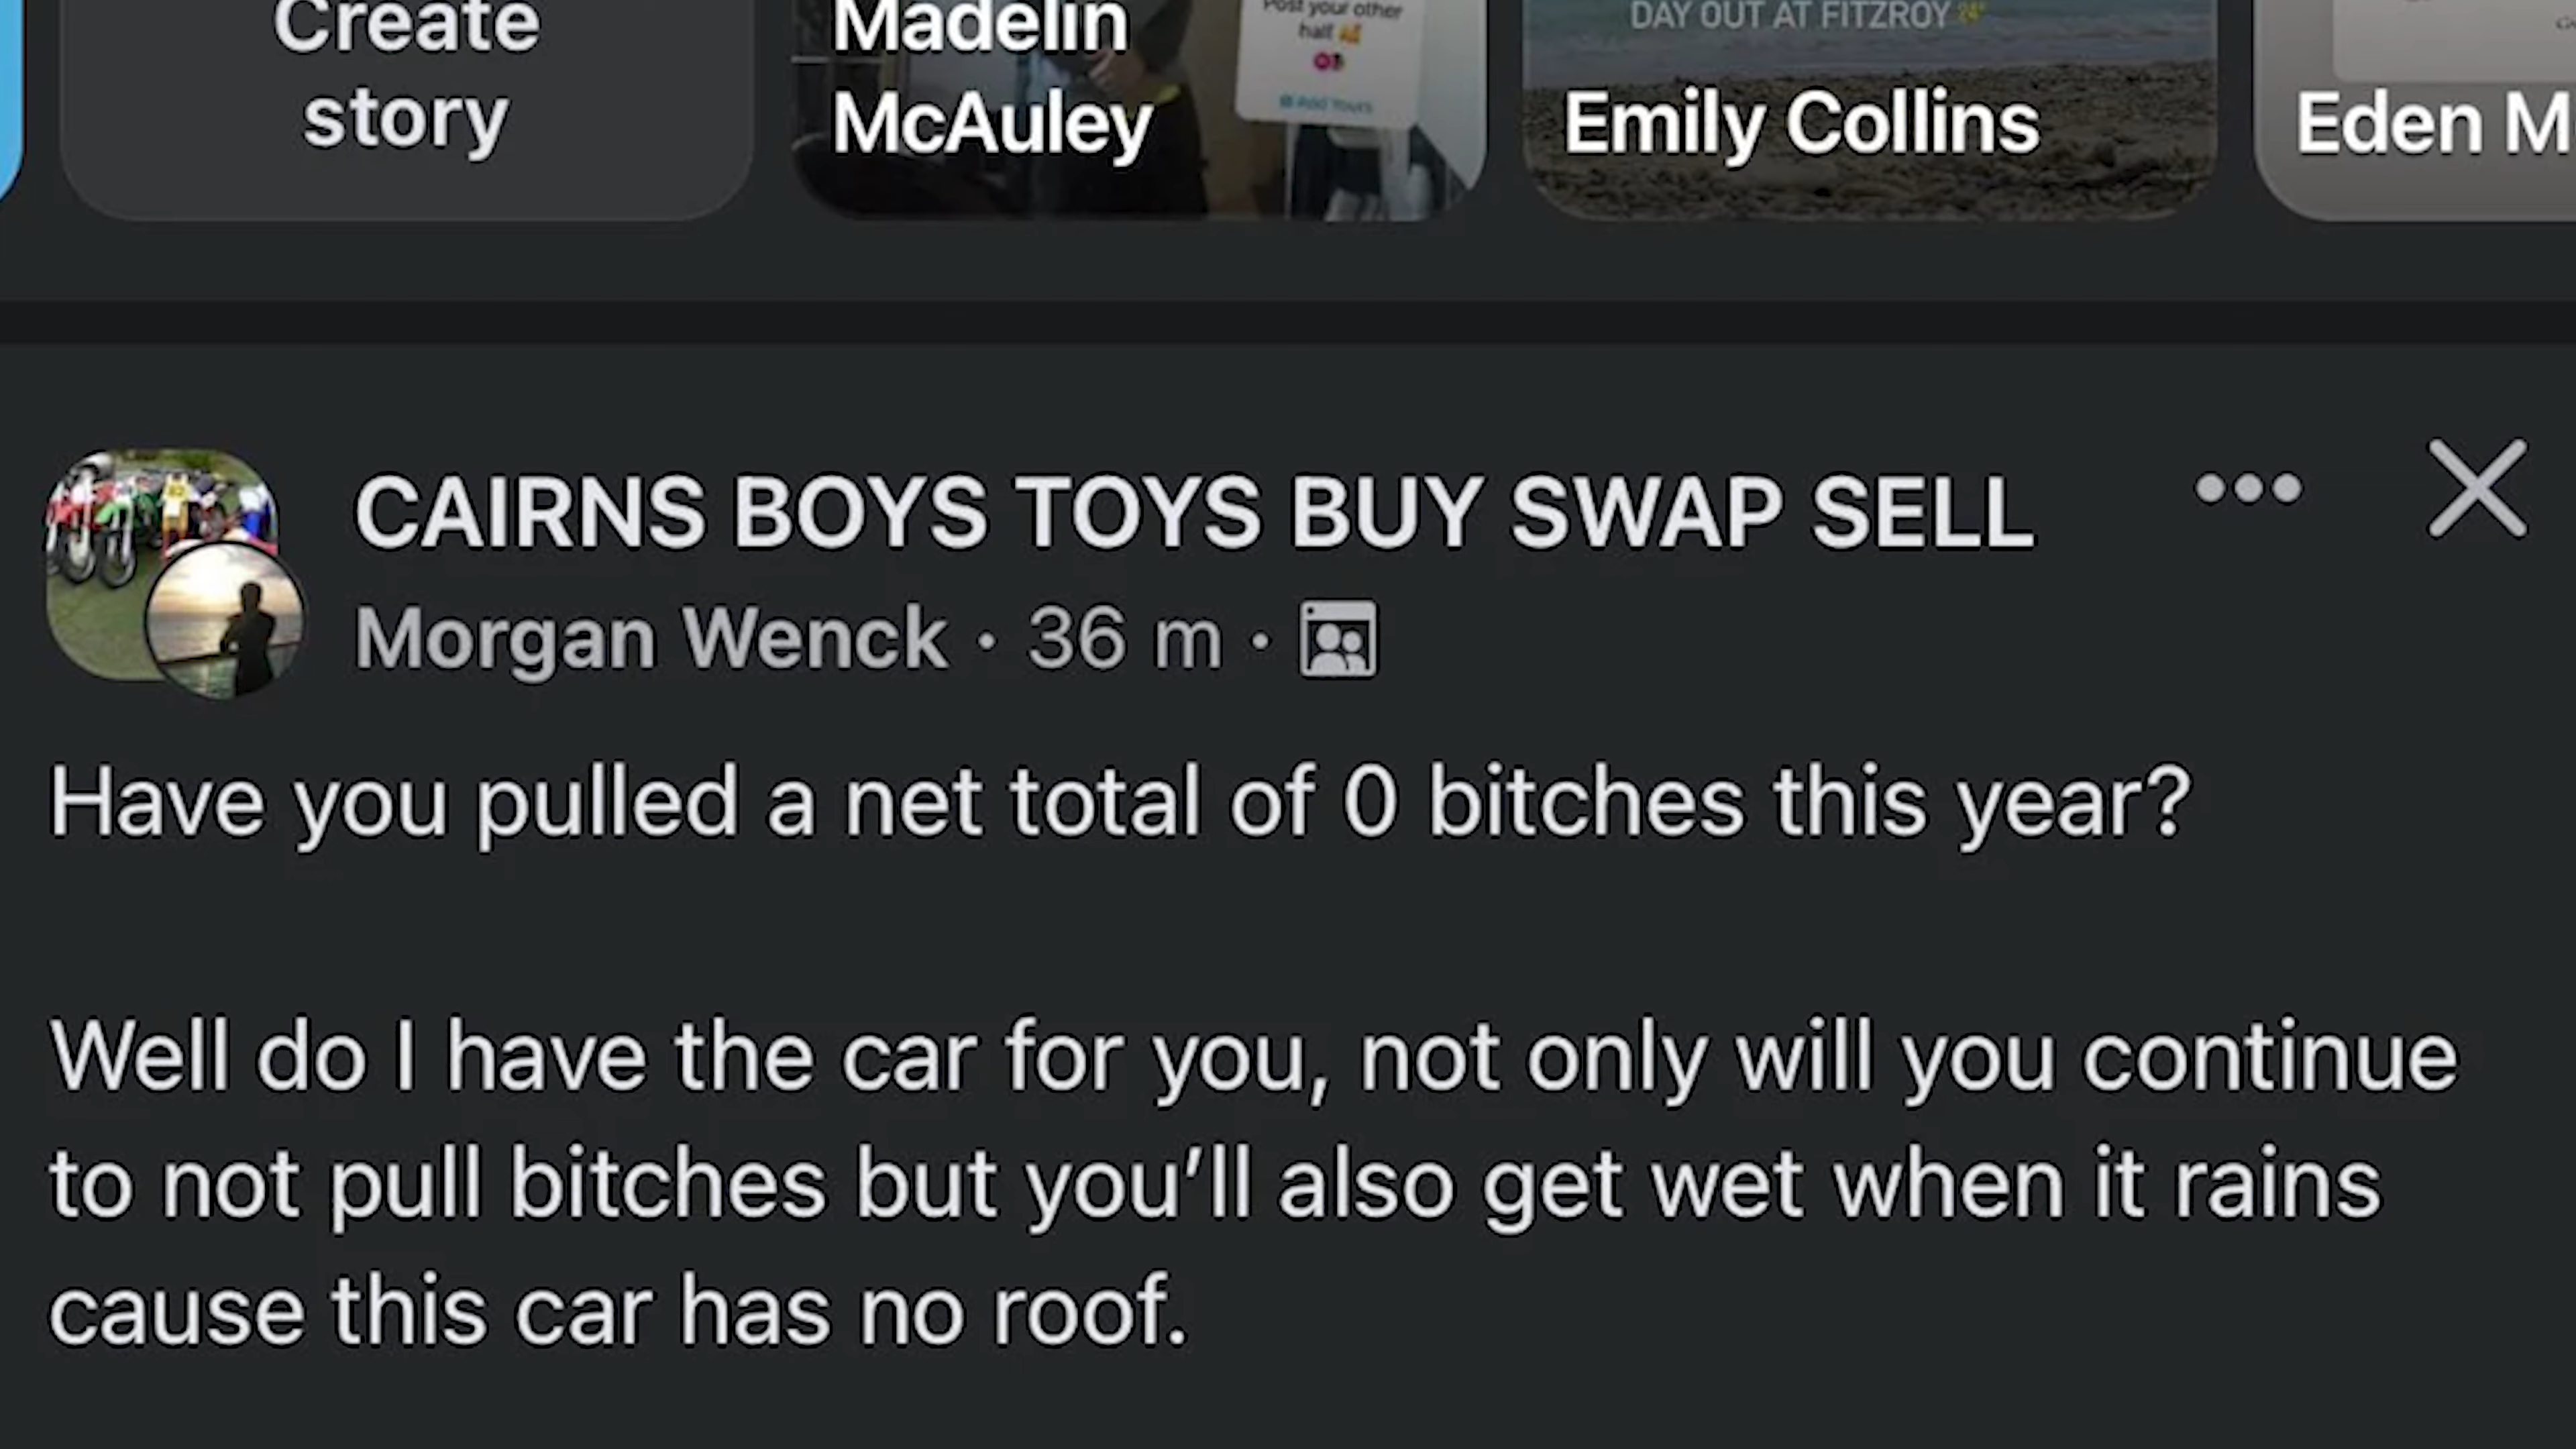 Create
story
Madelin
McAuley
Post your other
half
Add Yours
DAY OUT AT FITZROY
Emily Collins
Eden M
CAIRNS BOYS TOYS BUY SWAP SELL
Morgan Wenck · 36 m ·
Have you pulled a net total of 0 bitches this year?
Well do I have the car for you, not only will you continue
to not pull bitches but you’ll also get wet when it rains
cause this car has no roof.